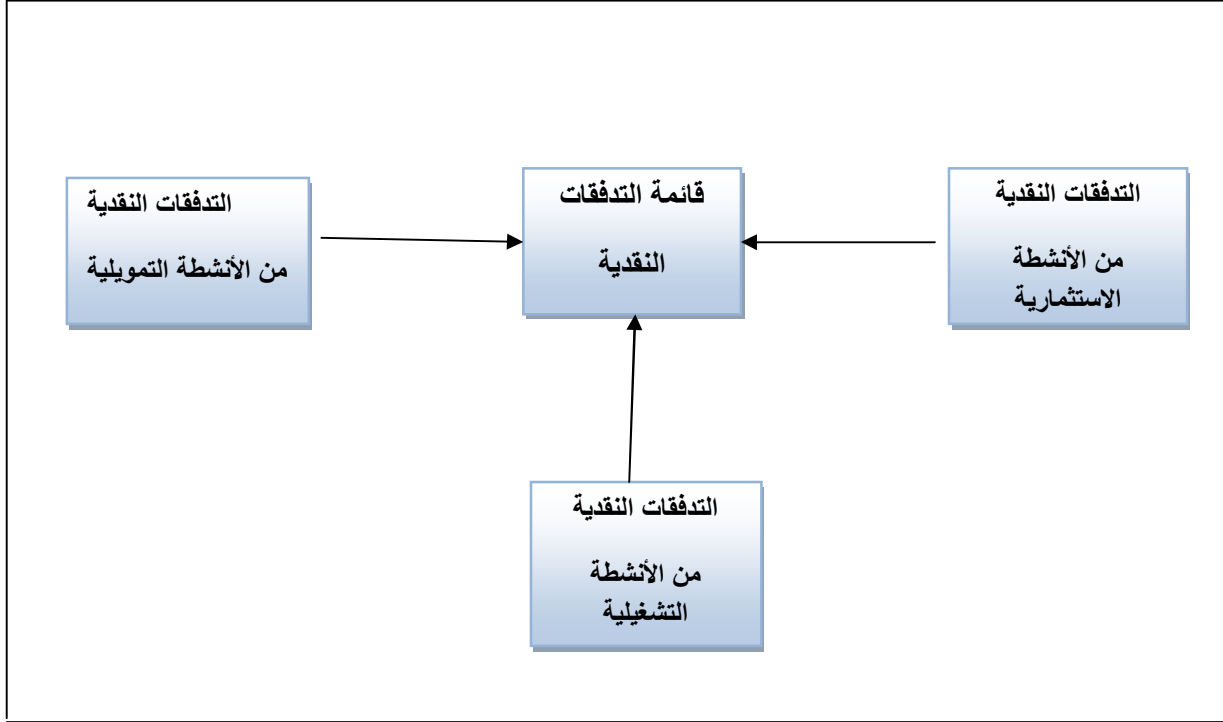 التدفقات النقدية
من الأنشطة
الاستثمارية
قائمة التدفقات
النقدية
التدفقات النقدية
من الأنشطة التمويلية
التدفقات النقدية
من الأنشطة
التشغيلية